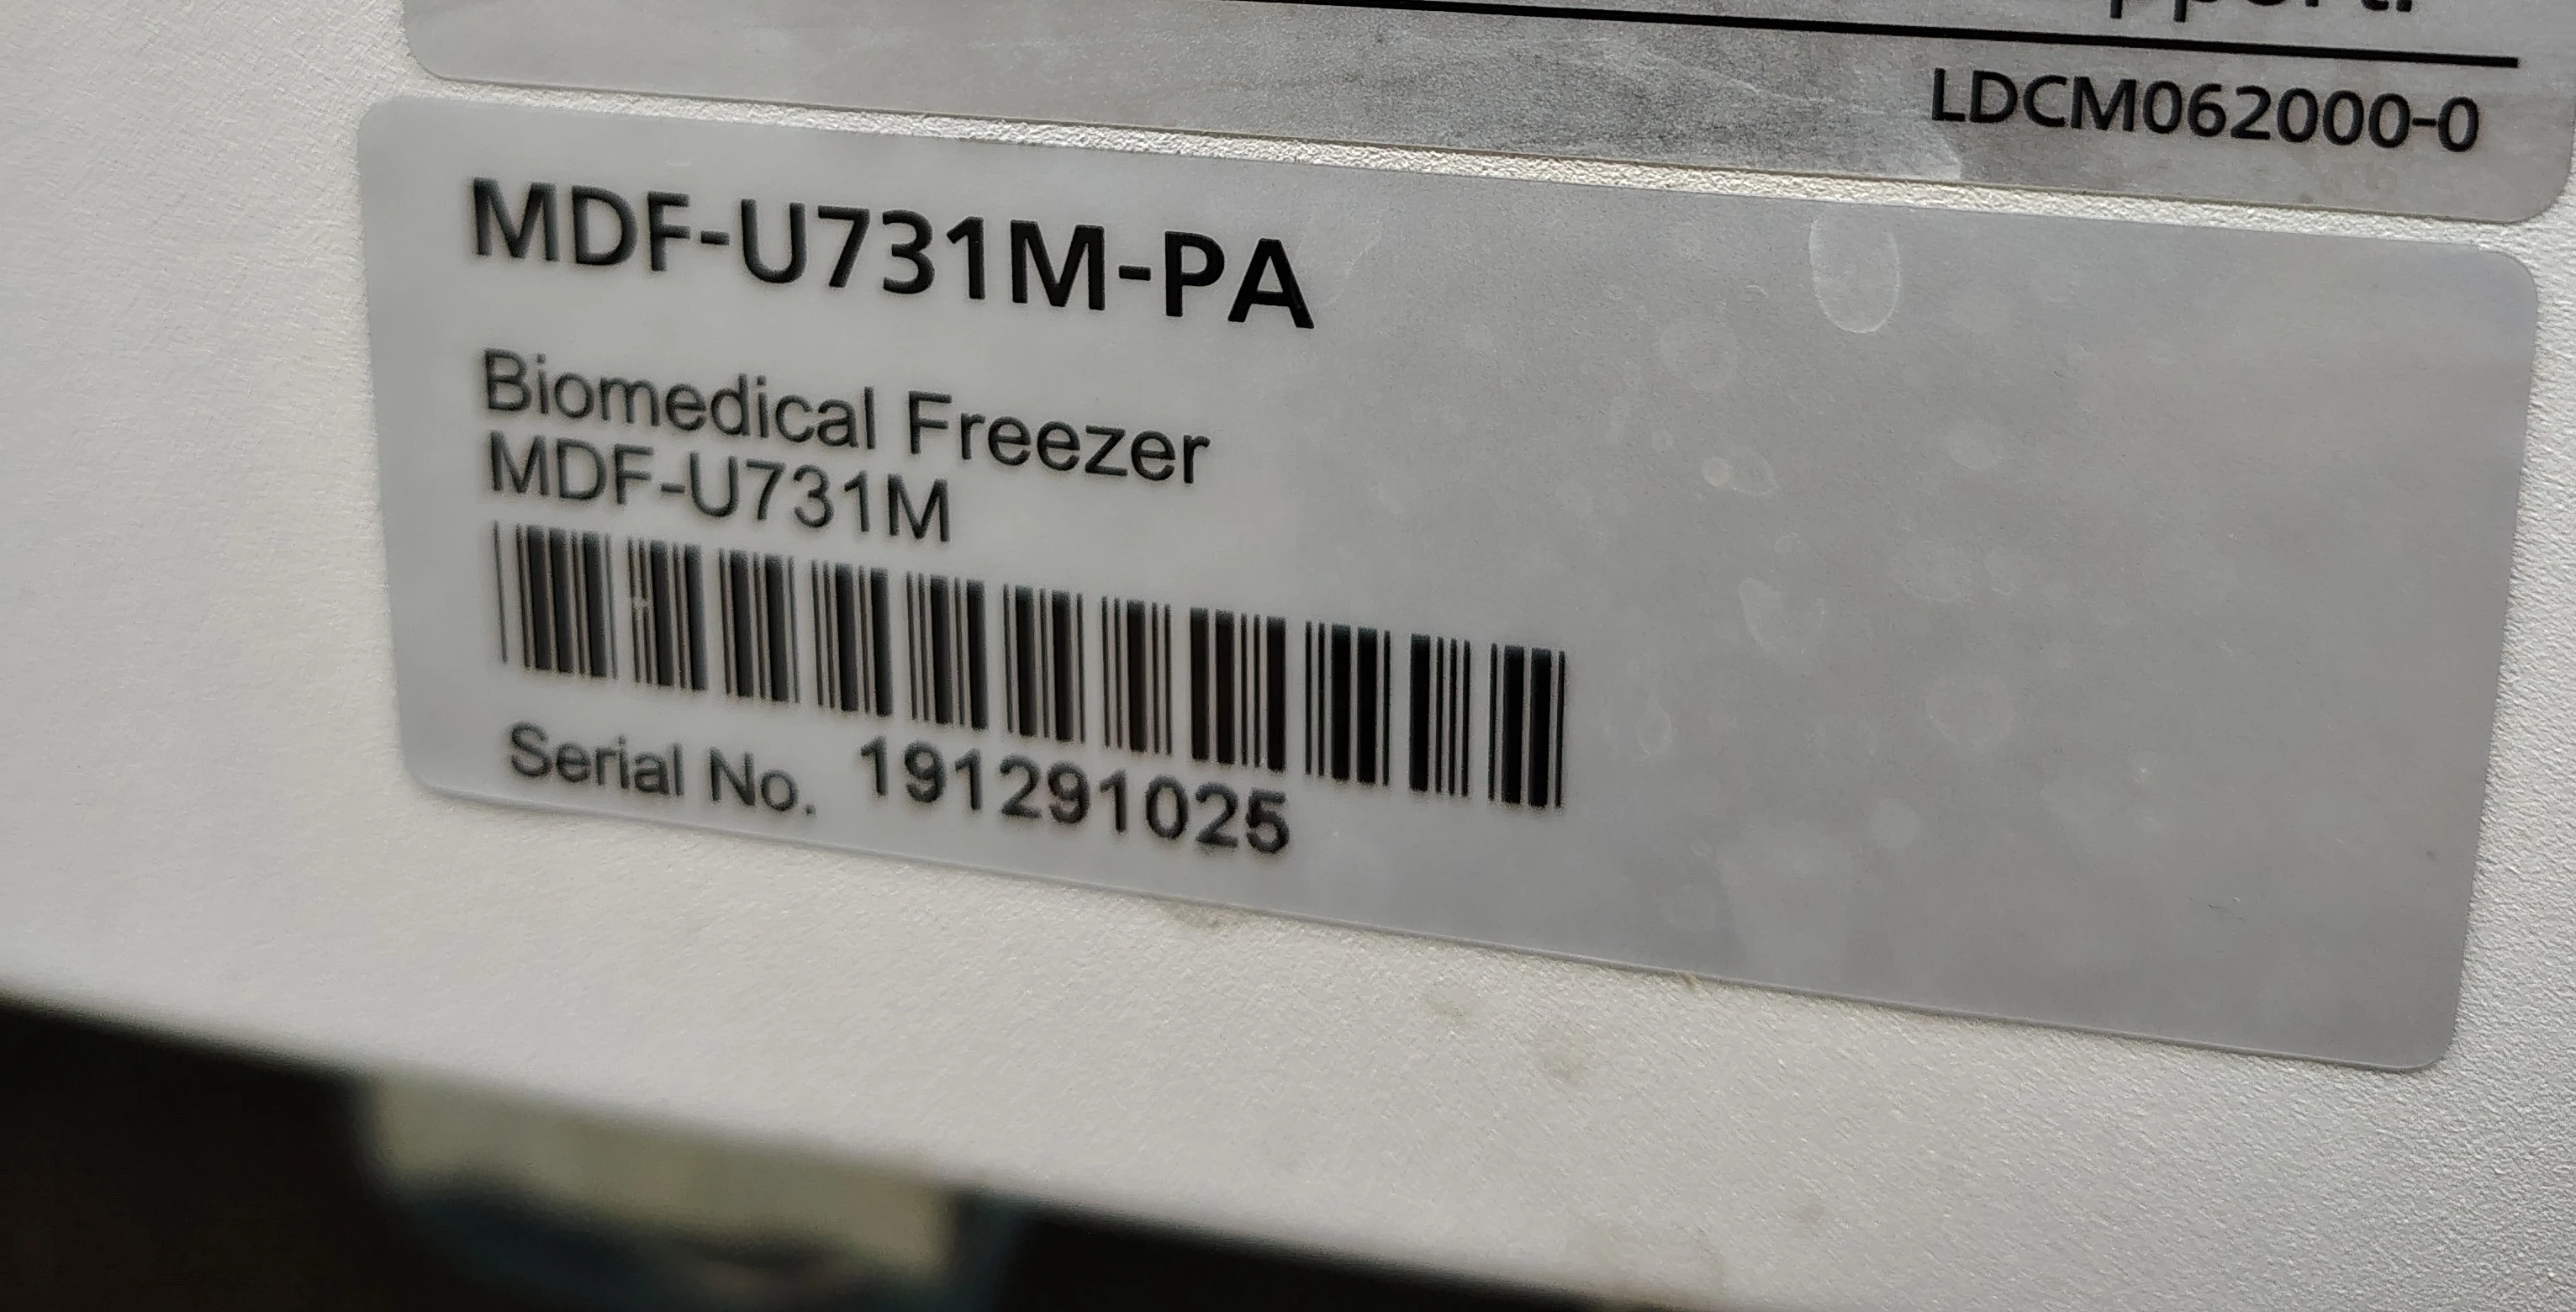 LDCM062000-0
MDF-U731M-PA
Biomedical Freezer
MDF-U731M
Serial No. 191291025